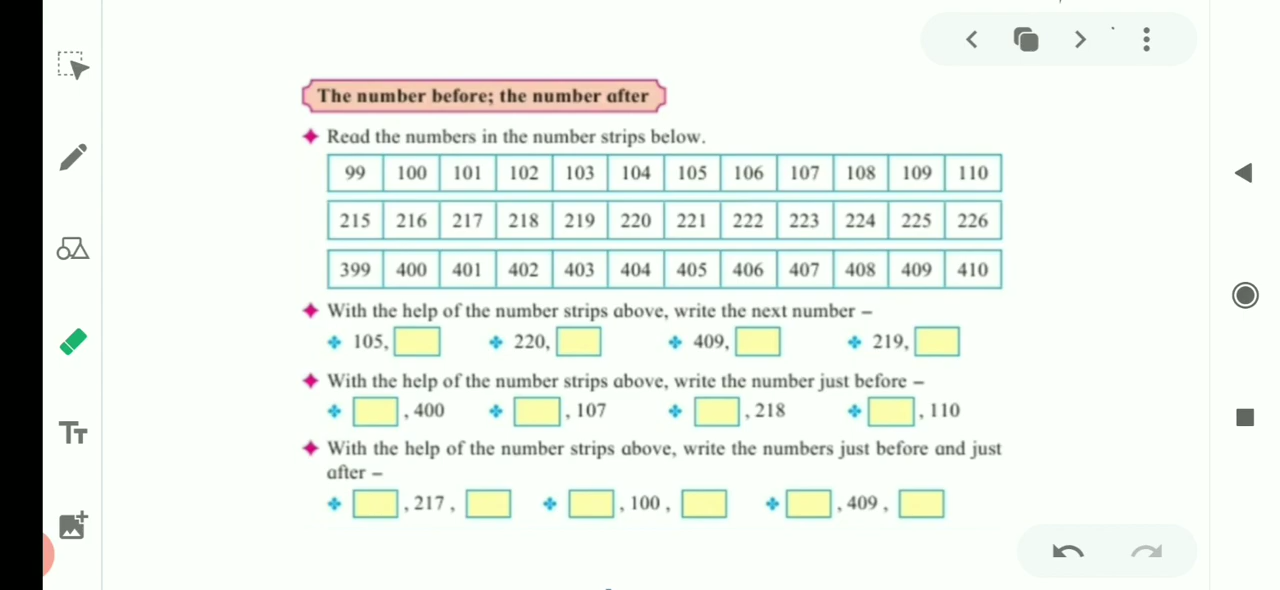 The number before; the number after
Read the numbers in the number strips below.
99 100 101 102 103 104 105 106 107 108 109 110
215 216 217 218 219 220 221 222 223 224 225 226
399 400 401 402 403 404 405 406 407 408 409 410
With the help of the number strips above, write the next number –
105, 220, 409, 219,
With the help of the number strips above, write the number just before –
, 400 , 107 , 218 , 110
With the help of the number strips above, write the numbers just before and just
after –
, 217 , , 100 , , 409 ,
TT